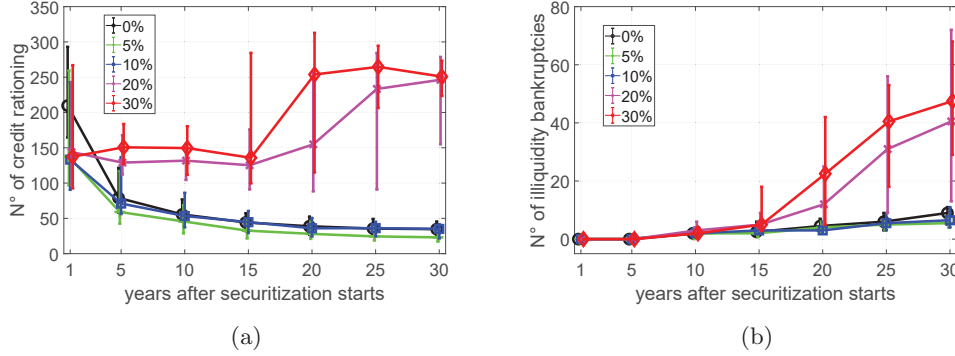 350
300
250
200
150
100
50
0
N° of credit rationing
0%
5%
10%
20%
30%
1 5 10 15 20 25 30
years after securitization starts
(a)
80
60
40
20
0
N° of illiquidity bankruptcies
0%
5%
10%
20%
30%
1 5 10 15 20 25 30
years after securitization starts
(b)